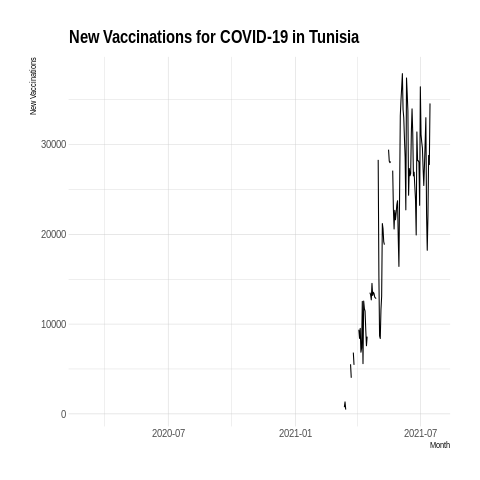 New Vaccinations for COVID-19 in Tunisia
New Vaccinations
30000
20000
10000
0
2020-07 2021-01 2021-07
Month